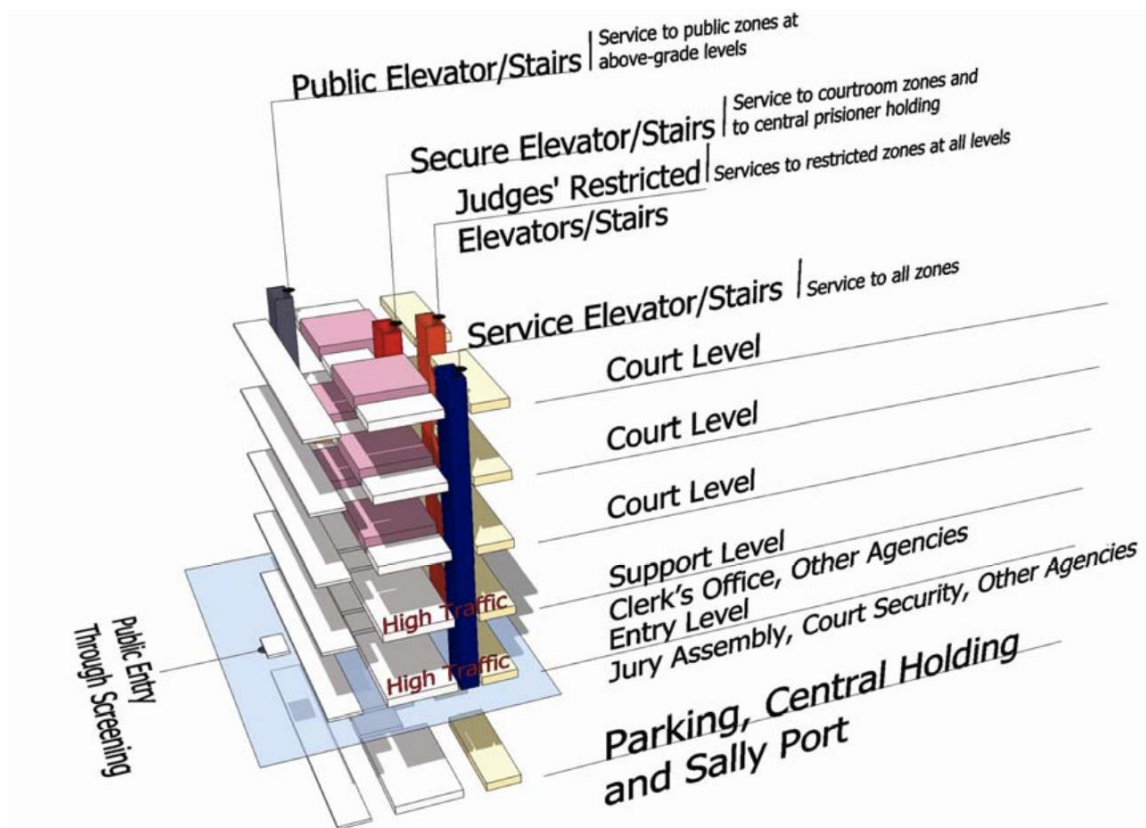 Public Elevator/Stairs
Service to public zones at
above-grade levels
Secure Elevator/Stairs
Service to courtroom zones and
to central prisioner holding
Judges' Restricted
Elevators/Stairs
Services to restricted zones at all levels
Service Elevator/Stairs
Service to all zones
Court Level
Court Level
Court Level
Support Level
Clerk's Office, Other Agencies
Entry Level
Jury Assembly, Court Security, Other Agencies
High Traffic
High Traffic
Public Entry
Through Screening
Parking, Central Holding
and Sally Port